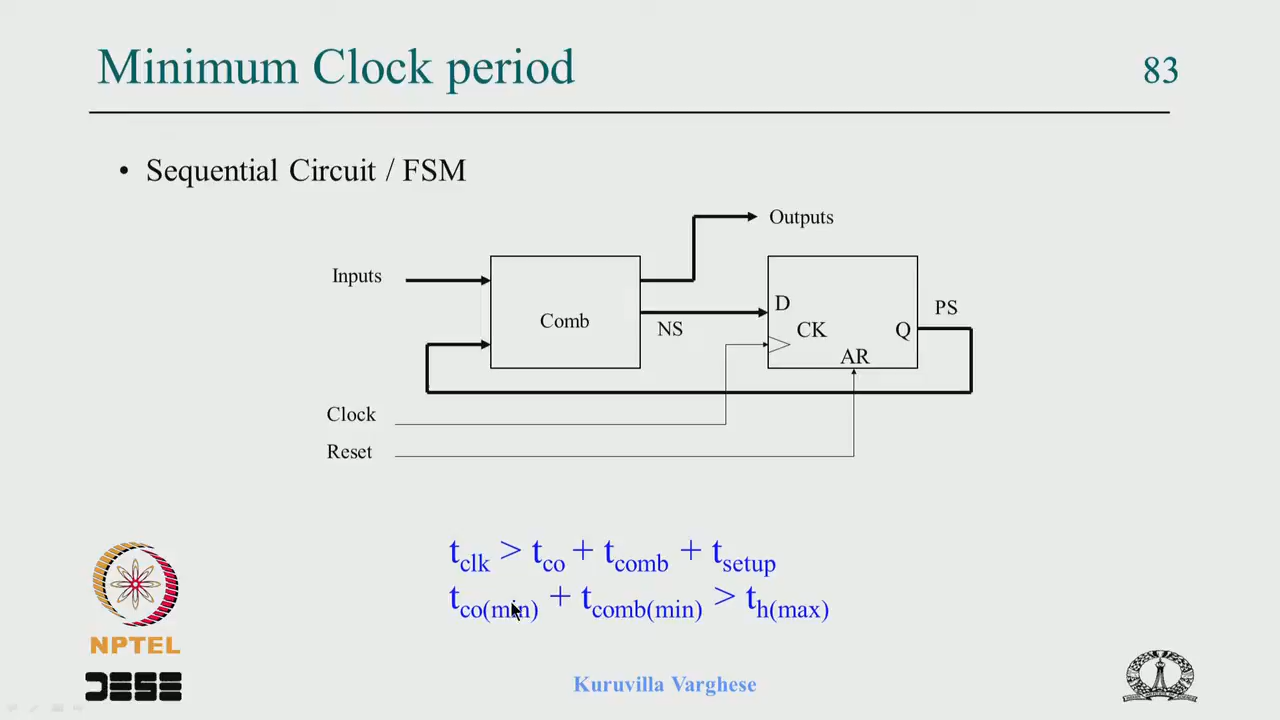 Minimum Clock period
83
• Sequential Circuit / FSM
Outputs
Inputs
Comb
NS
D
CK
Q
AR
PS
Clock
Reset
t_clk > t_co + t_comb + t_setup
t_co(min) + t_comb(min) > t_h(max)
NPTEL
DESE
Kuruvilla Varghese